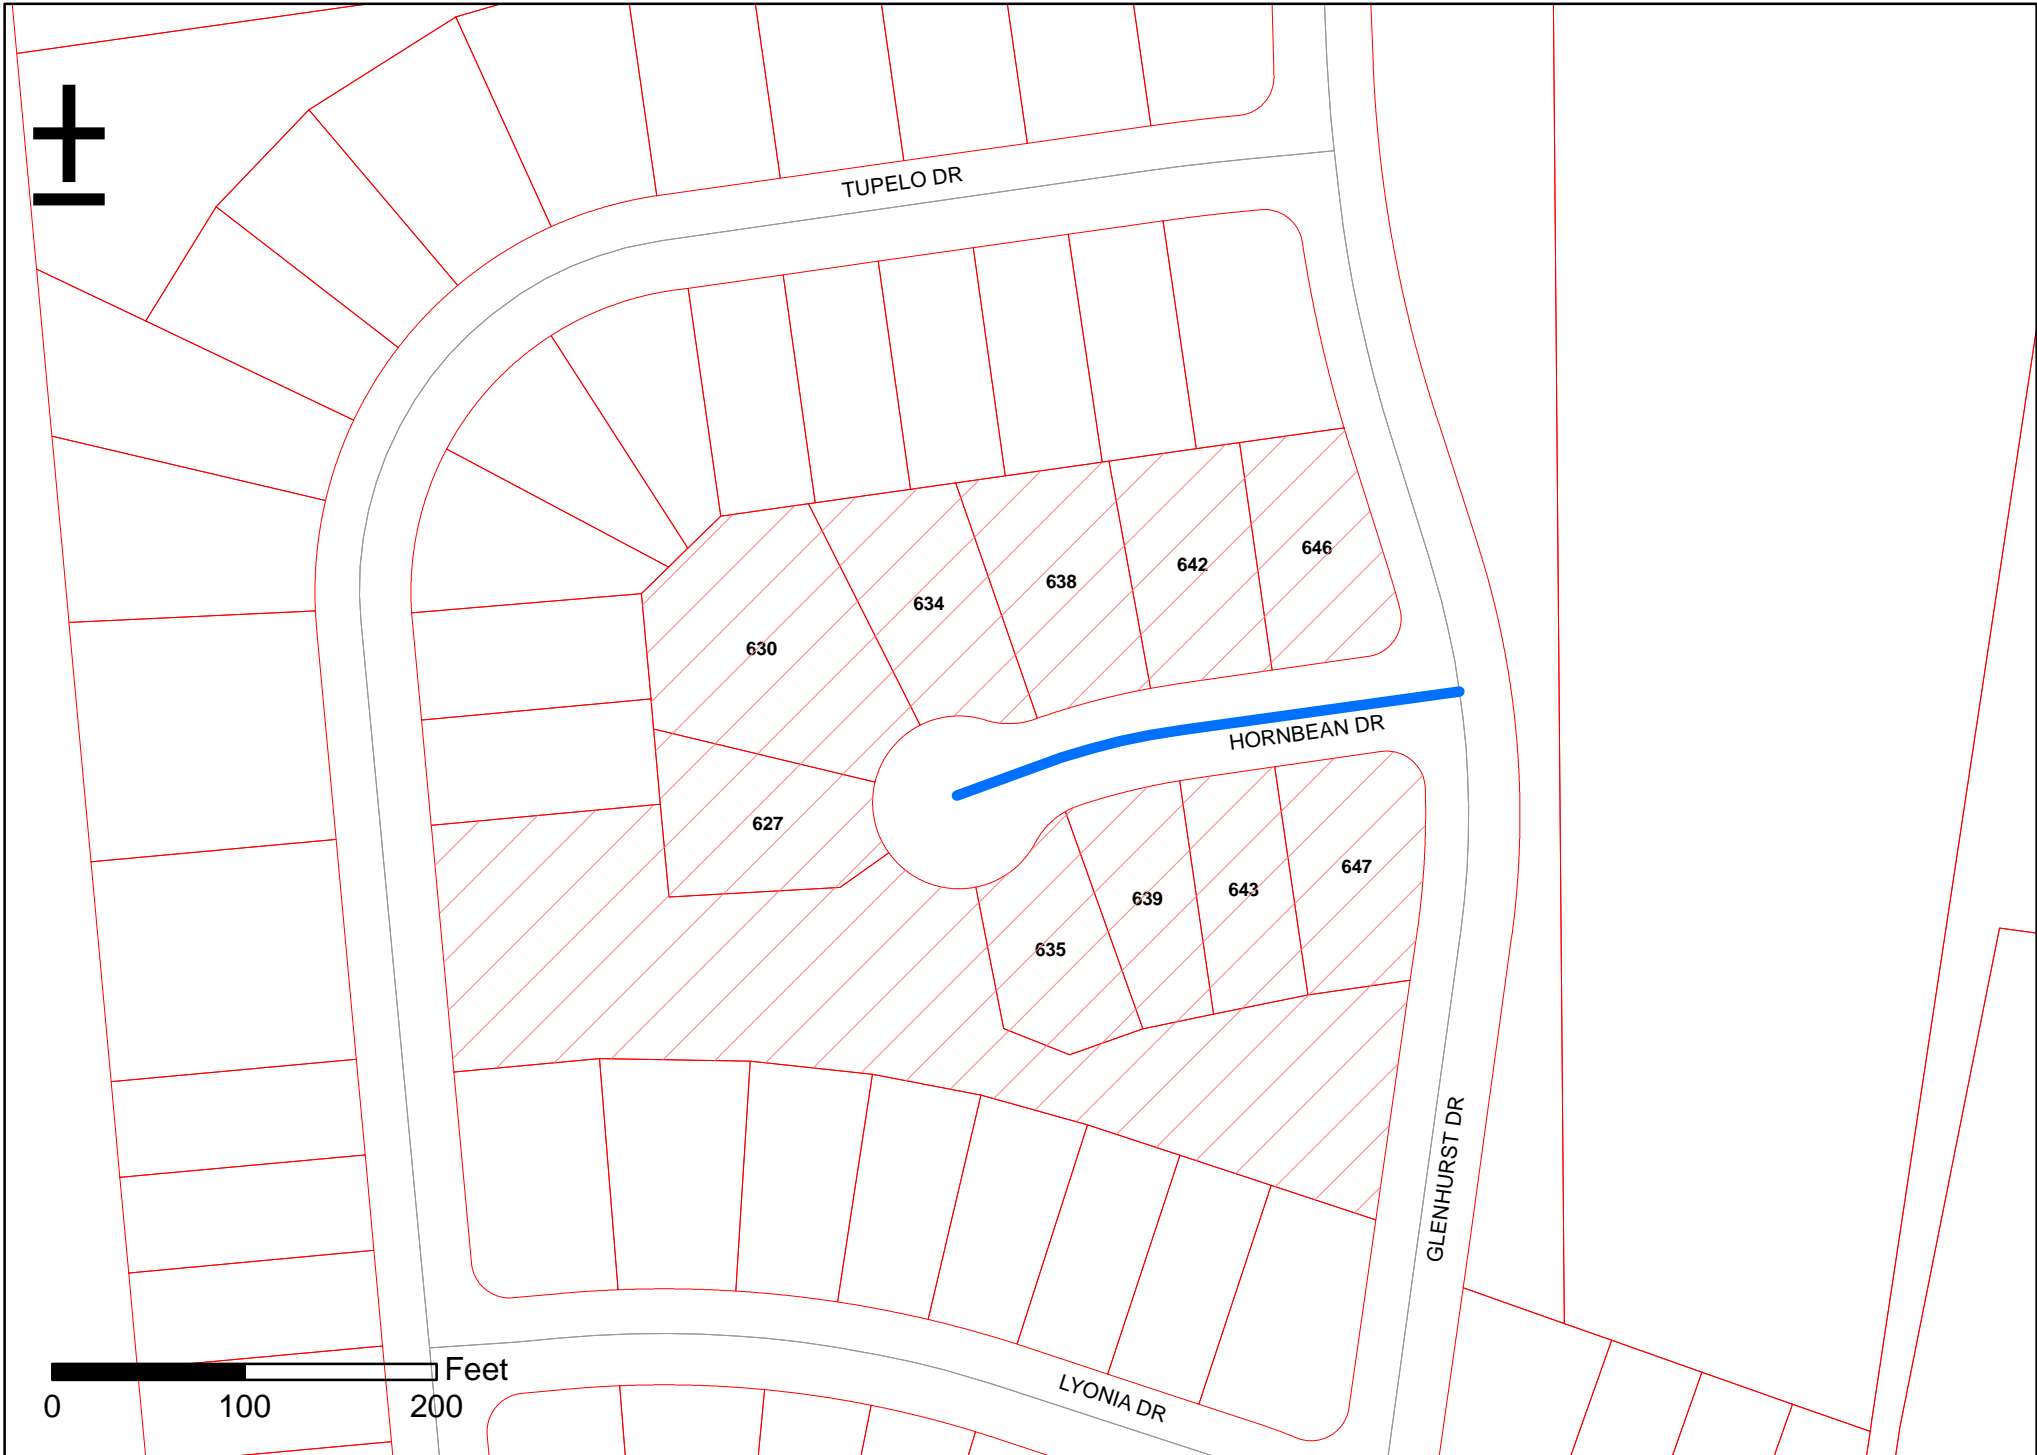 TUPELO DR
646
642
638
634
630
HORNBEAN DR
627
647
643
639
635
GLENHURST DR
Feet
0 100 200
LYONIA DR